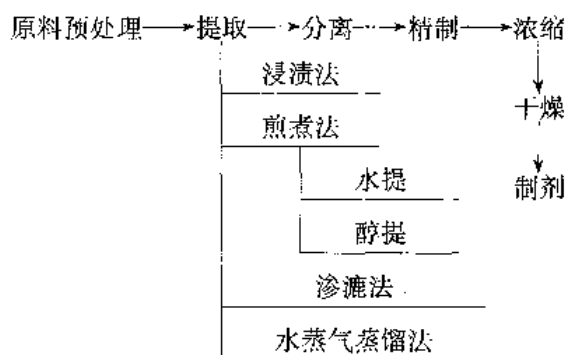 原料预处理→提取→分离→精制→浓缩
浸渍法
干燥
煎煮法
水提
制剂
醇提
渗漉法
水蒸气蒸馏法